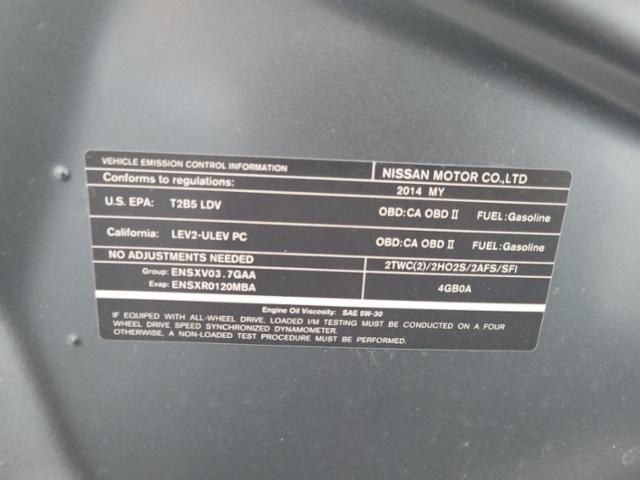 VEHICLE EMISSION CONTROL INFORMATION NISSAN MOTOR CO.,LTD
Conforms to regulations: 2014 MY
U.S. EPA: T2B5 LDV OBD:CA OBD II FUEL:Gasoline
California: LEV2-ULEV PC OBD:CA OBD II FUEL:Gasoline
NO ADJUSTMENTS NEEDED 2TWC(2)/2HO2S/2AFS/SFI
Group: ENSXV03.7GAA
Evap: ENSXR0120MBA 4GB0A
Engine Oil Viscosity: SAE 5W-30
IF EQUIPED WITH ALL-WHEEL DRIVE, LOADED I/M TESTING MUST BE CONDUCTED ON A FOUR
WHEEL DRIVE SPEED SYNCHRONIZED DYNAMOMETER.
OTHERWISE, A NON-LOADED TEST PROCEDURE MUST BE PERFORMED.